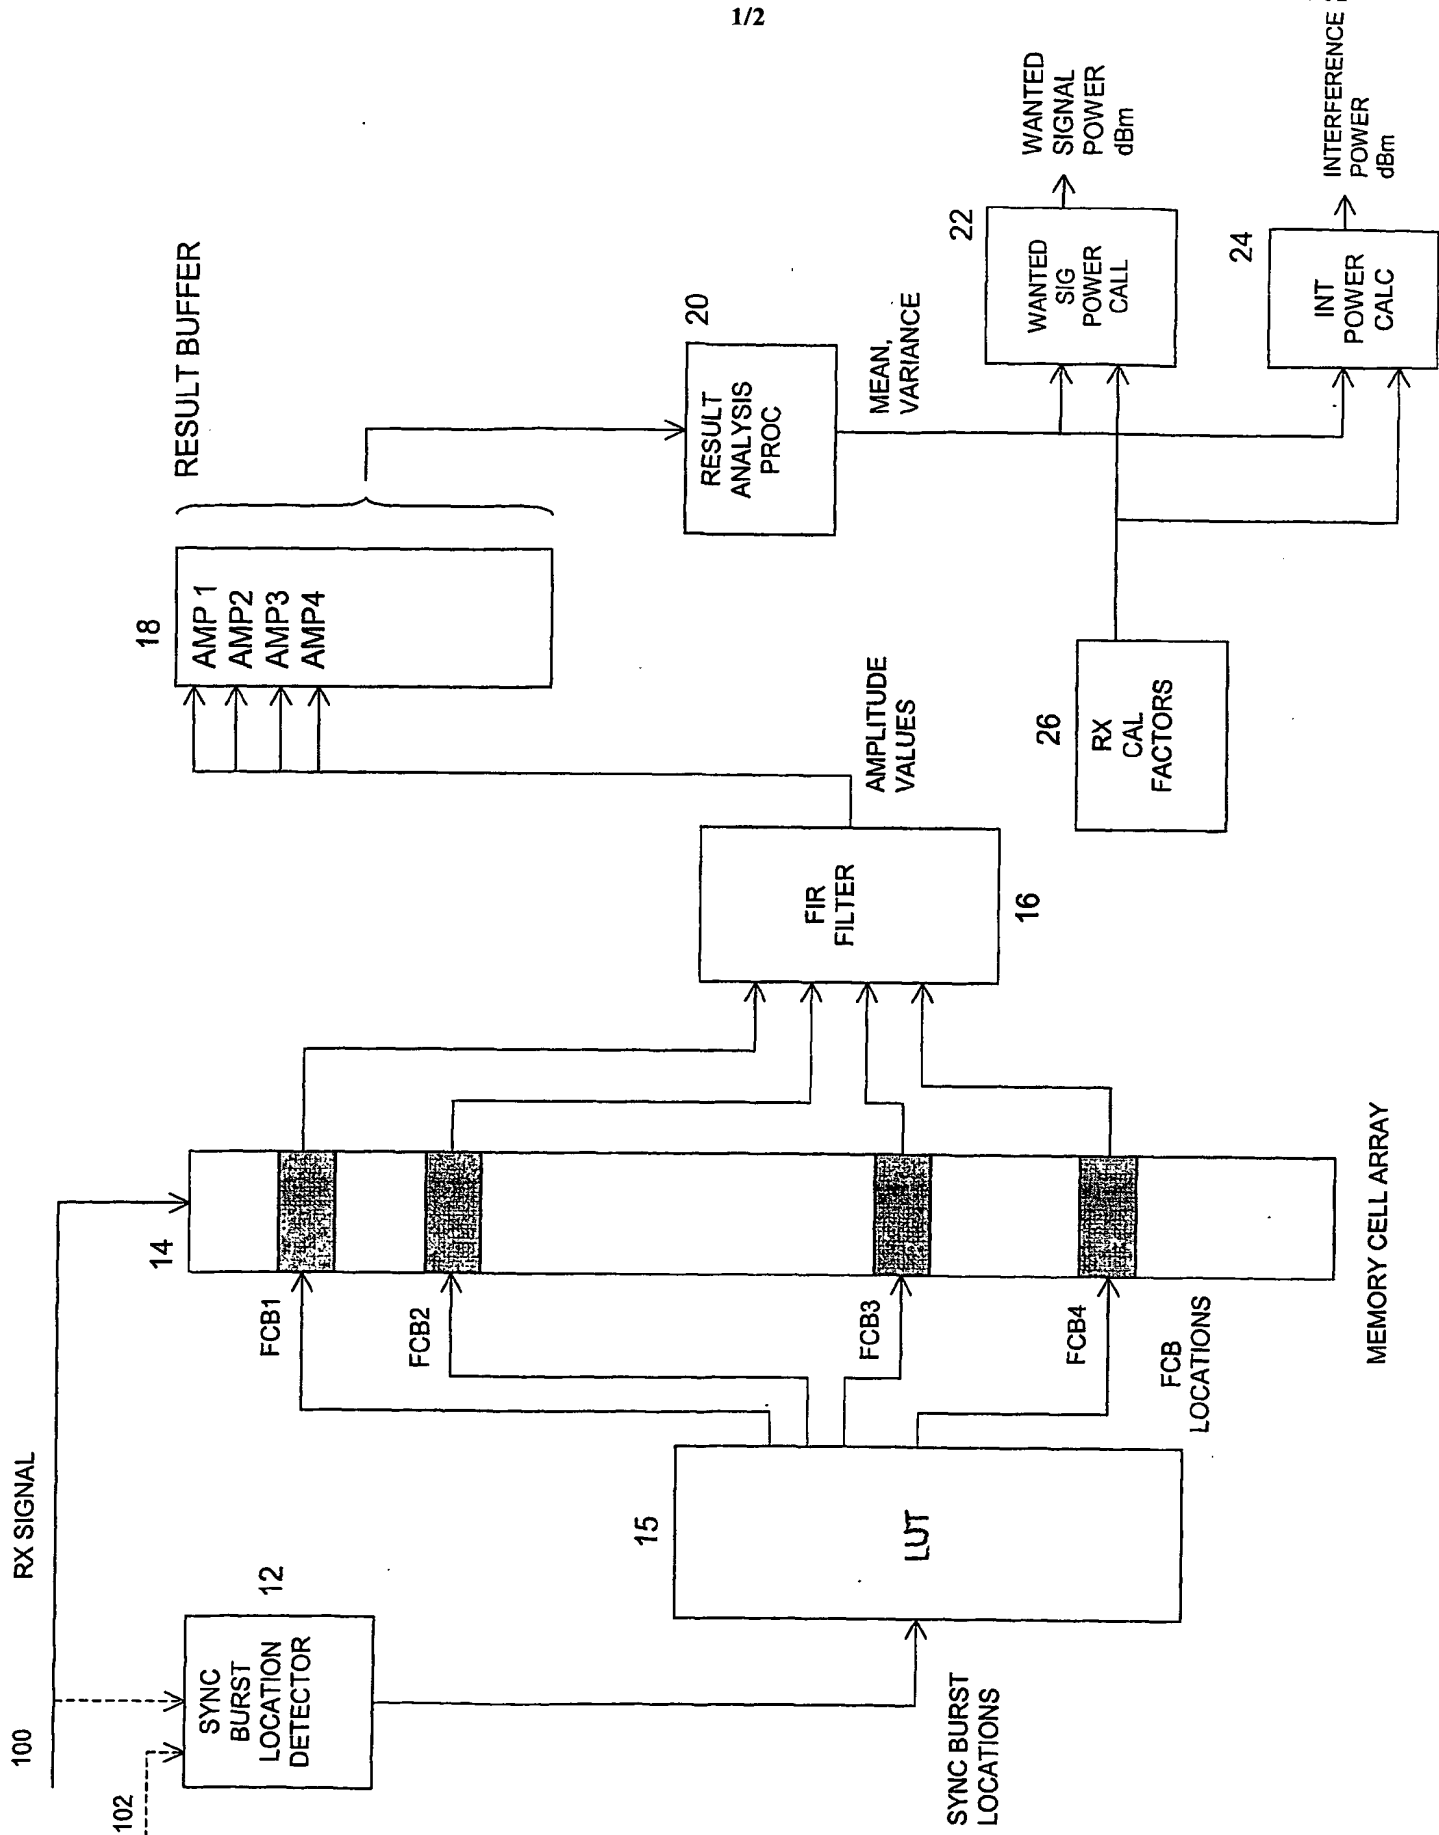 1/2
100
RX SIGNAL
102
SYNC
BURST
LOCATION
DETECTOR
12
SYNC BURST
LOCATIONS
15
LUT
FCB1
FCB2
FCB3
FCB4
FCB
LOCATIONS
14
MEMORY CELL ARRAY
FIR
FILTER
16
AMPLITUDE
VALUES
18
AMP 1
AMP2
AMP3
AMP4
RESULT BUFFER
RESULT
ANALYSIS
PROC
20
MEAN,
VARIANCE
26
RX
CAL
FACTORS
WANTED
SIG
POWER
CALL
22
WANTED
SIGNAL
POWER
dBm
INT
POWER
CALC
24
INTERFERENCE
POWER
dBm